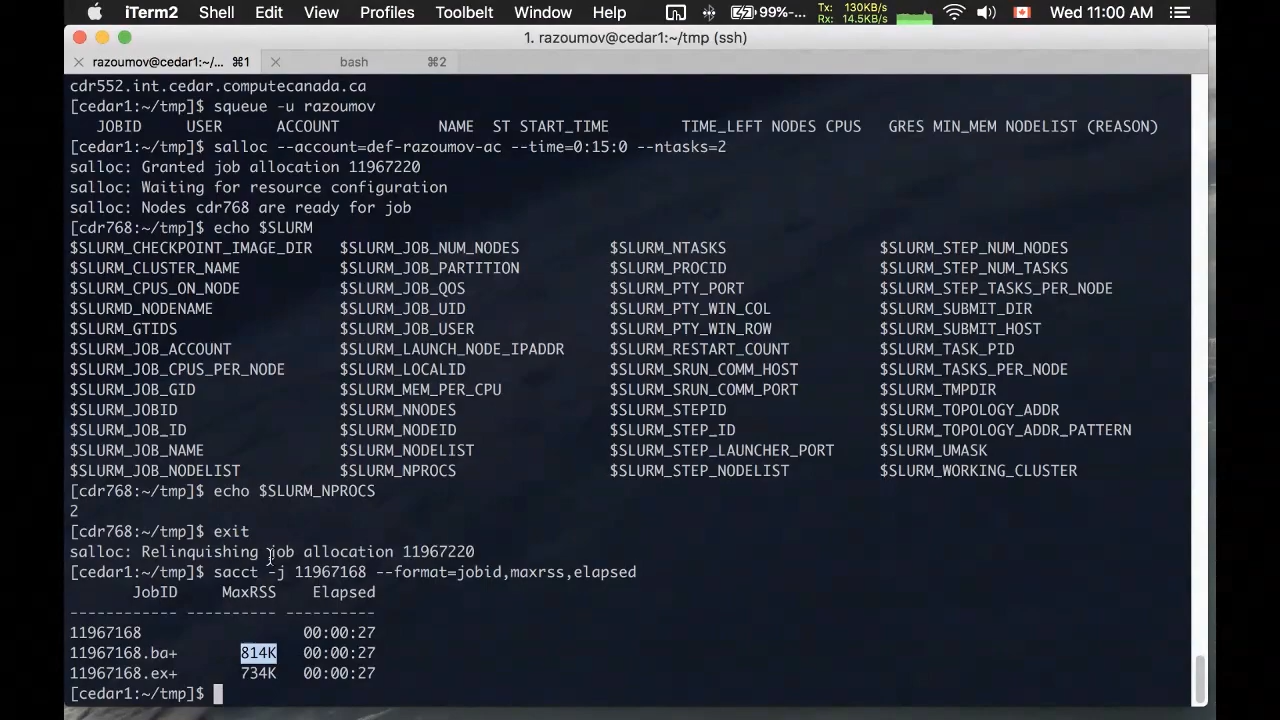 iTerm2 Shell Edit View Profiles Toolbelt Window Help 99%-... Tx: 130KB/s Rx: 14.5KB/s Wed 11:00 AM
1. razoumov@cedar1:~/tmp (ssh)
razoumov@cedar1:~/... ⌘1 bash ⌘2
cdr552.int.cedar.computecanada.ca
[cedar1:~/tmp]$ squeue -u razoumov
JOBID USER ACCOUNT NAME ST START_TIME TIME_LEFT NODES CPUS GRES MIN_MEM NODELIST (REASON)
[cedar1:~/tmp]$ salloc --account=def-razoumov-ac --time=0:15:0 --ntasks=2
salloc: Granted job allocation 11967220
salloc: Waiting for resource configuration
salloc: Nodes cdr768 are ready for job
[cdr768:~/tmp]$ echo $SLURM
$SLURM_CHECKPOINT_IMAGE_DIR $SLURM_JOB_NUM_NODES $SLURM_NTASKS $SLURM_STEP_NUM_NODES
$SLURM_CLUSTER_NAME $SLURM_JOB_PARTITION $SLURM_PROCID $SLURM_STEP_NUM_TASKS
$SLURM_CPUS_ON_NODE $SLURM_JOB_QOS $SLURM_PTY_PORT $SLURM_STEP_TASKS_PER_NODE
$SLURMD_NODENAME $SLURM_JOB_UID $SLURM_PTY_WIN_COL $SLURM_SUBMIT_DIR
$SLURM_GTIDS $SLURM_JOB_USER $SLURM_PTY_WIN_ROW $SLURM_SUBMIT_HOST
$SLURM_JOB_ACCOUNT $SLURM_LAUNCH_NODE_IPADDR $SLURM_RESTART_COUNT $SLURM_TASK_PID
$SLURM_JOB_CPUS_PER_NODE $SLURM_LOCALID $SLURM_SRUN_COMM_HOST $SLURM_TASKS_PER_NODE
$SLURM_JOB_GID $SLURM_MEM_PER_CPU $SLURM_SRUN_COMM_PORT $SLURM_TMPDIR
$SLURM_JOBID $SLURM_NNODES $SLURM_STEPID $SLURM_TOPOLOGY_ADDR
$SLURM_JOB_ID $SLURM_NODEID $SLURM_STEP_ID $SLURM_TOPOLOGY_ADDR_PATTERN
$SLURM_JOB_NAME $SLURM_NODELIST $SLURM_STEP_LAUNCHER_PORT $SLURM_UMASK
$SLURM_JOB_NODELIST $SLURM_NPROCS $SLURM_STEP_NODELIST $SLURM_WORKING_CLUSTER
[cdr768:~/tmp]$ echo $SLURM_NPROCS
2
[cdr768:~/tmp]$ exit
salloc: Relinquishing job allocation 11967220
[cedar1:~/tmp]$ sacct -j 11967168 --format=jobid,maxrss,elapsed
JobID MaxRSS Elapsed
------------ ---------- ----------
11967168 00:00:27
11967168.ba+ 814K 00:00:27
11967168.ex+ 734K 00:00:27
[cedar1:~/tmp]$